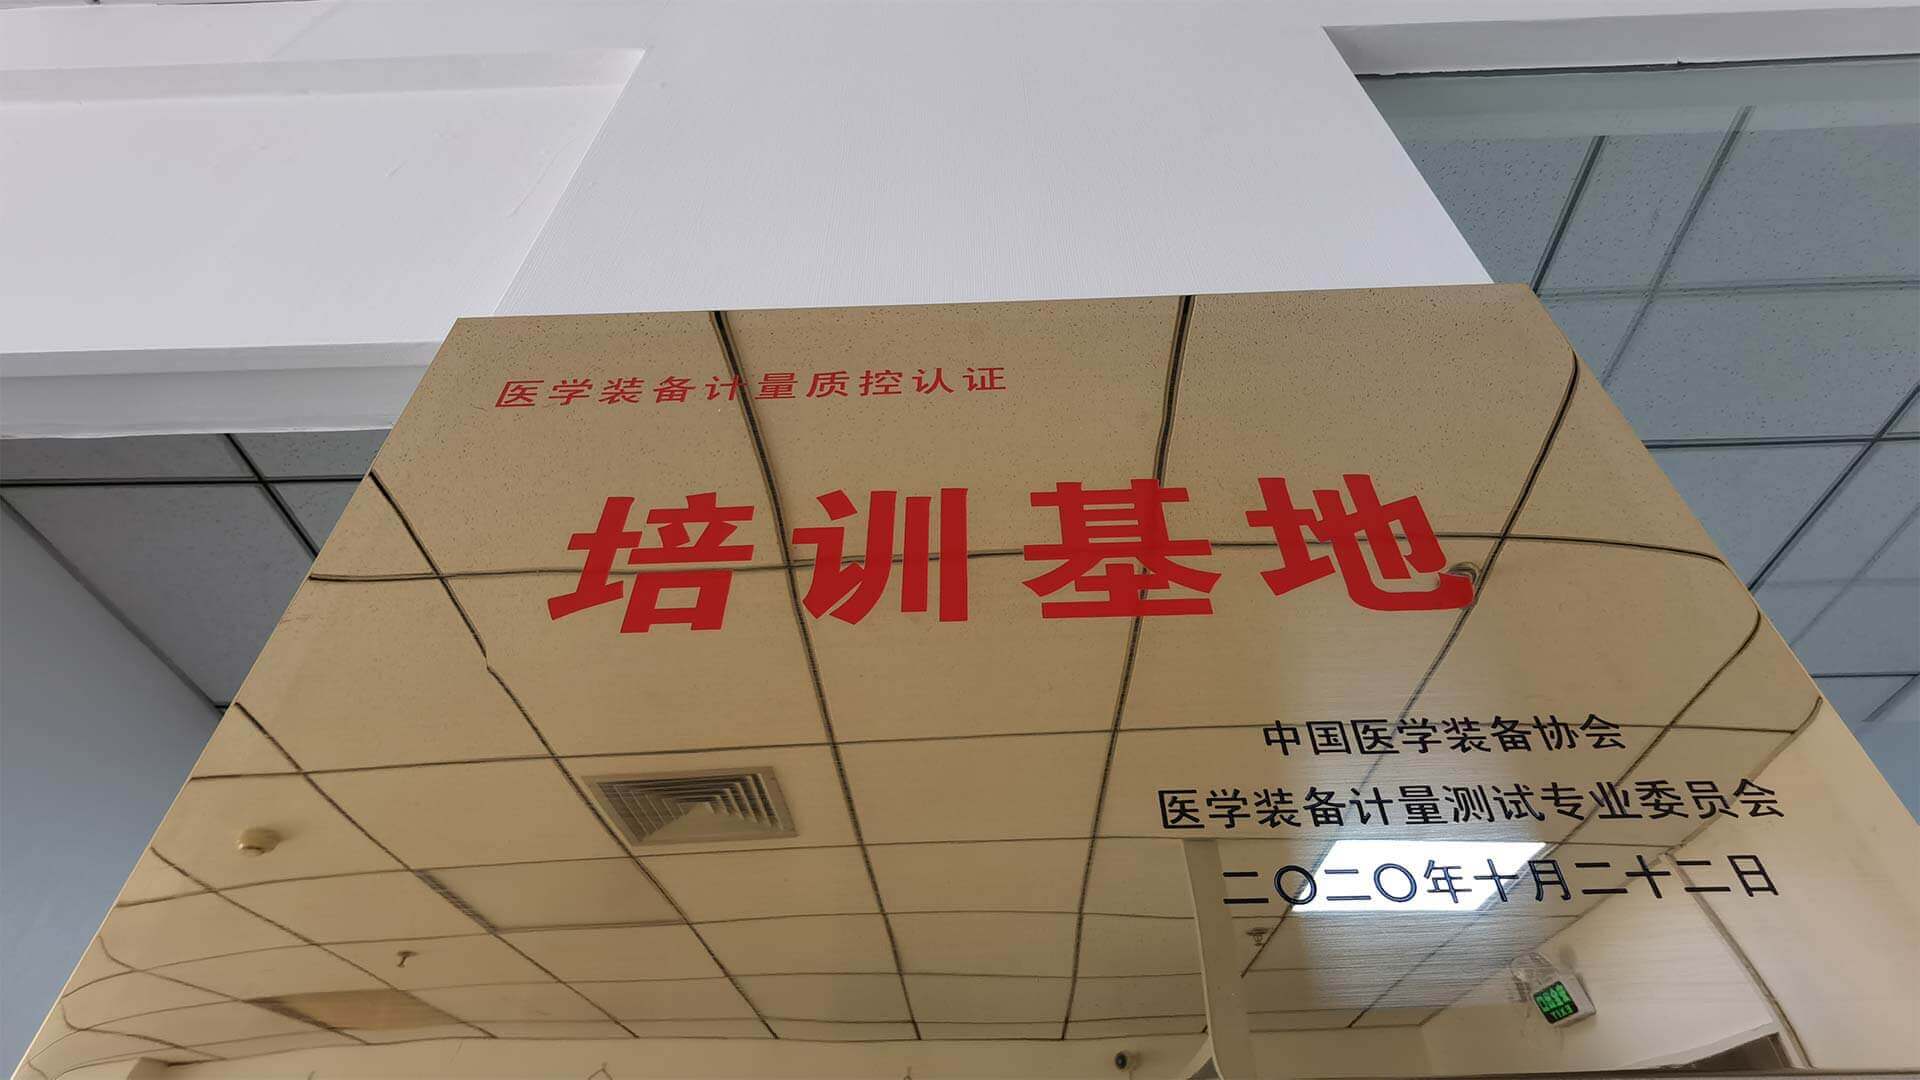 医学装备计量质控认证
培训基地
中国医学装备协会
医学装备计量测试专业委员会
二〇二〇年十月二十二日
EXIT